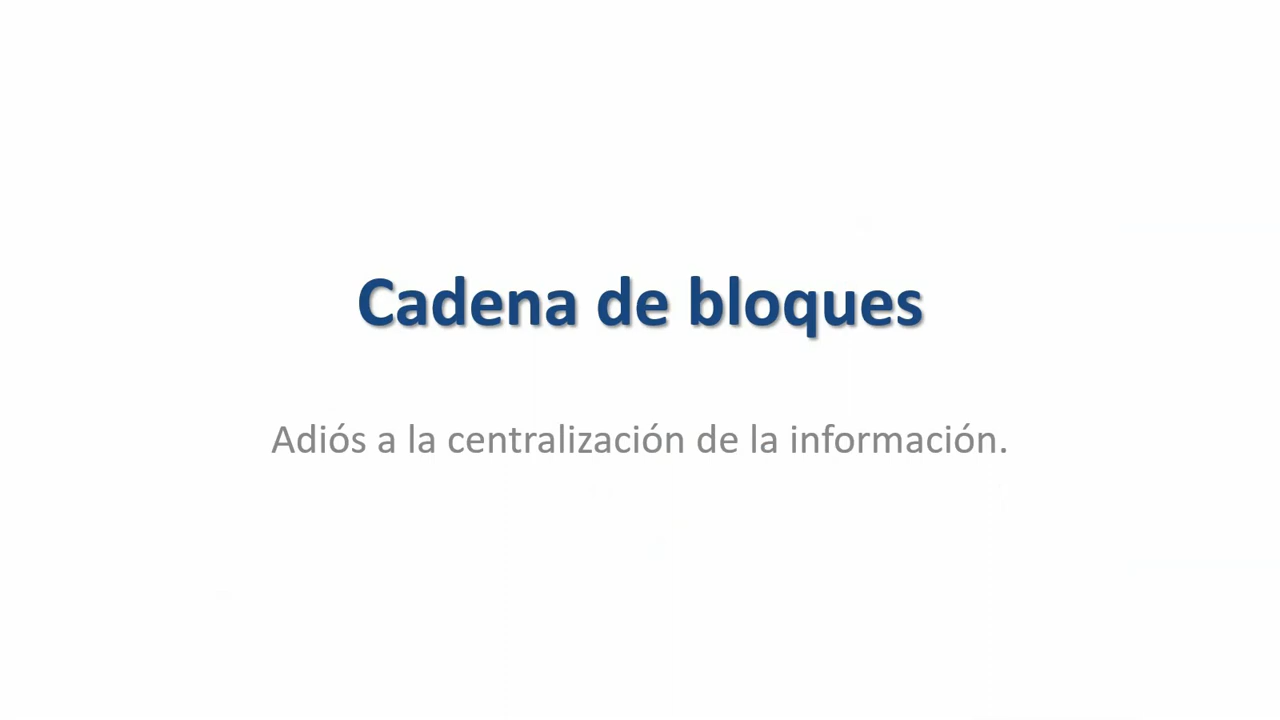 Cadena de bloques
Adiós a la centralización de la información.